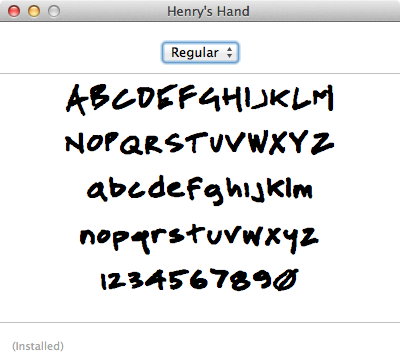 Henry's Hand
Regular
ABCDEFGHIJKLM
NOPQRSTUVWXYZ
abcdefghijklm
nopqrstuvwxyz
1234567890
(Installed)